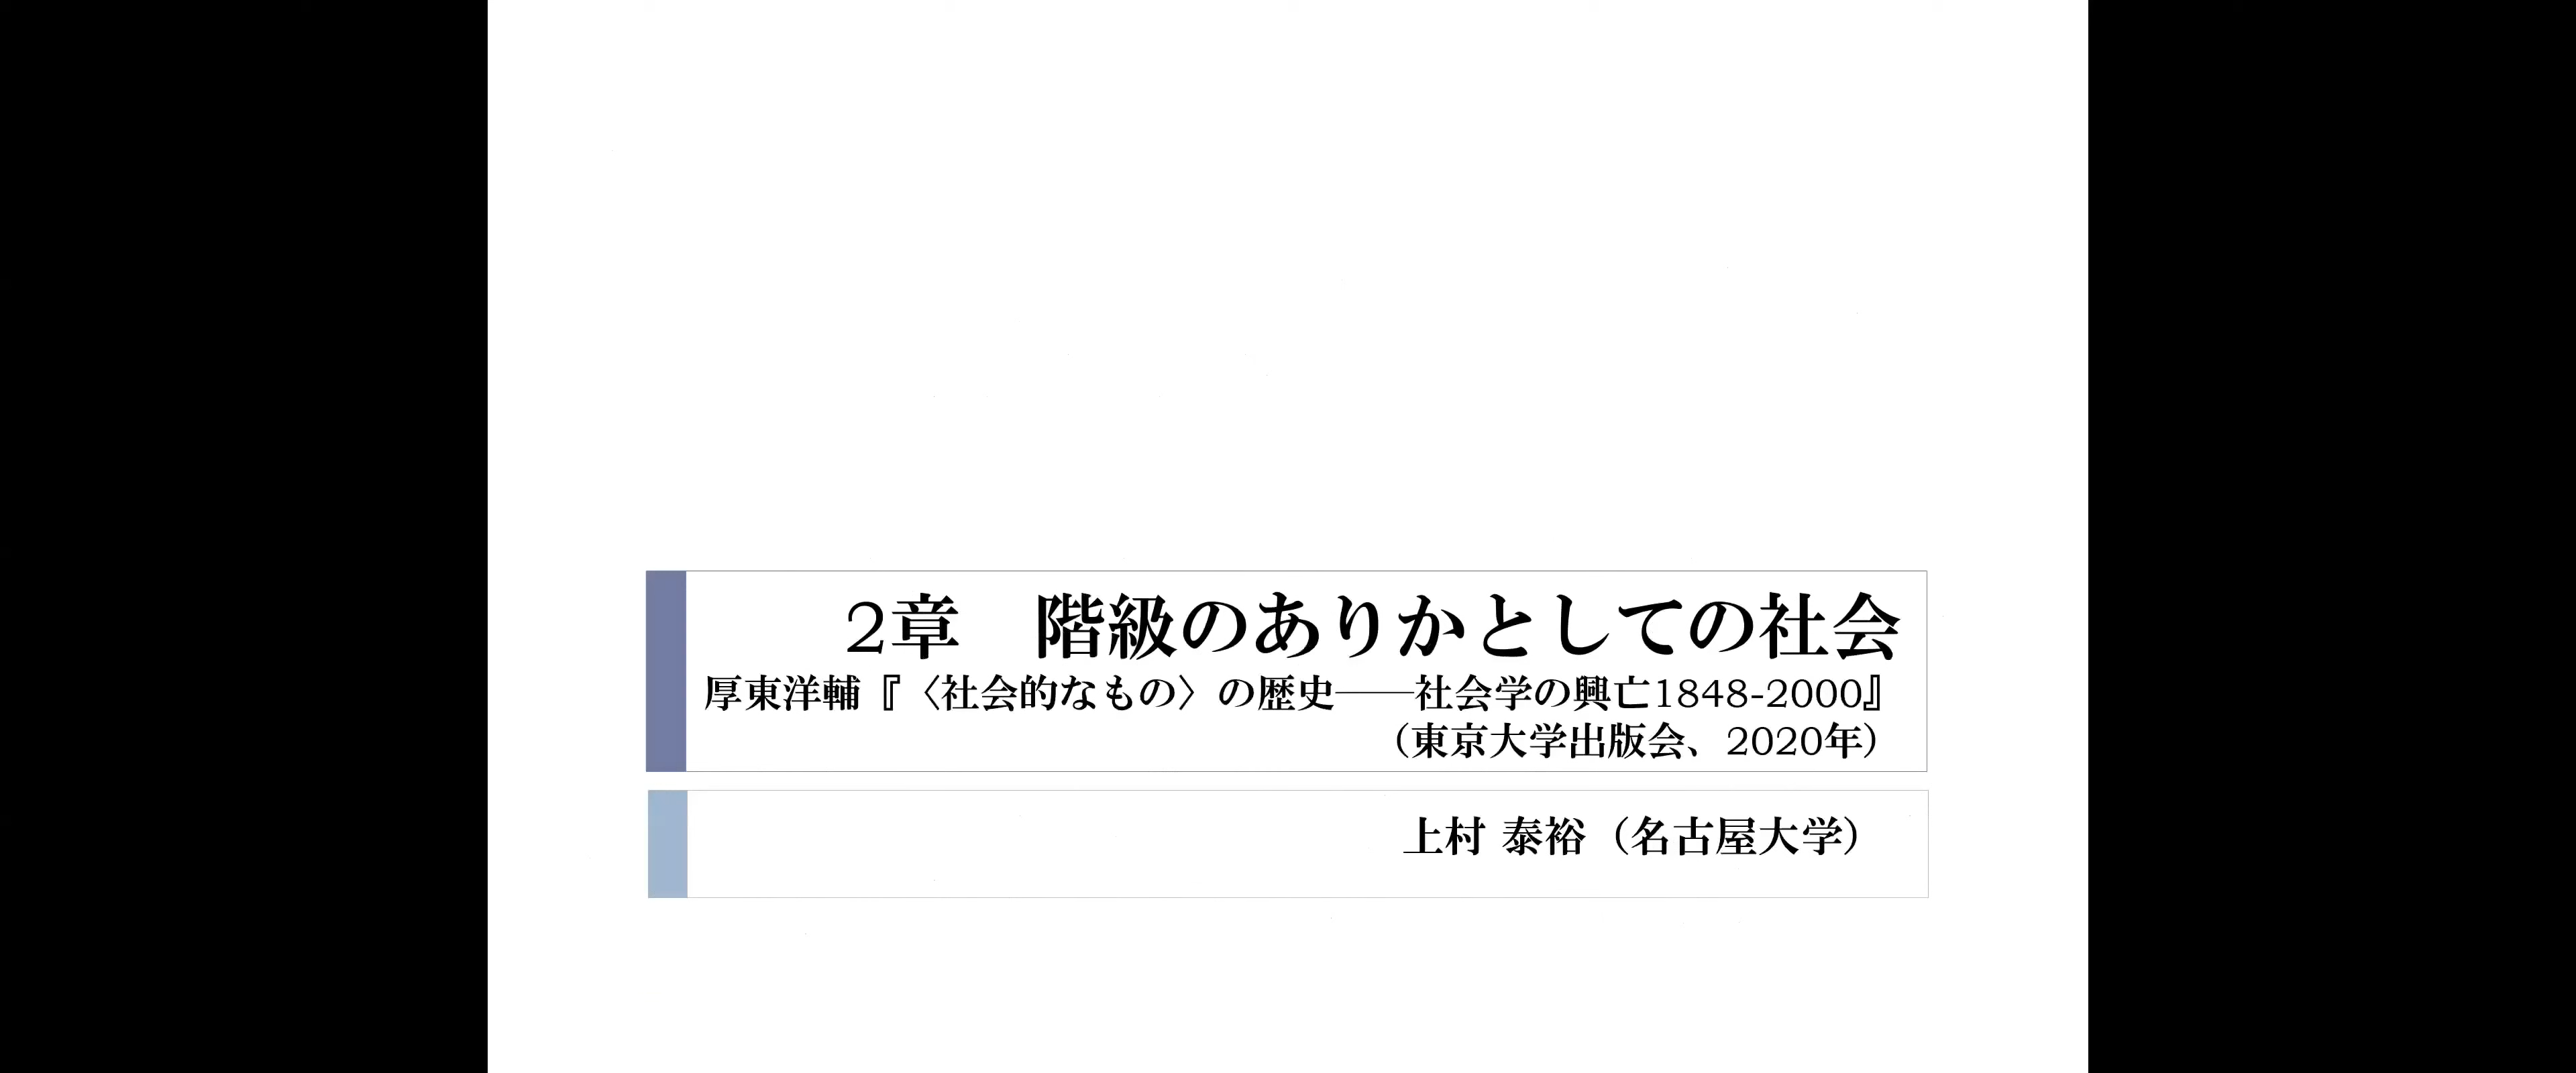 2章　階級のありかとしての社会
厚東洋輔『〈社会的なもの〉の歴史――社会学の興亡1848-2000』
（東京大学出版会、2020年）
上村 泰裕（名古屋大学）